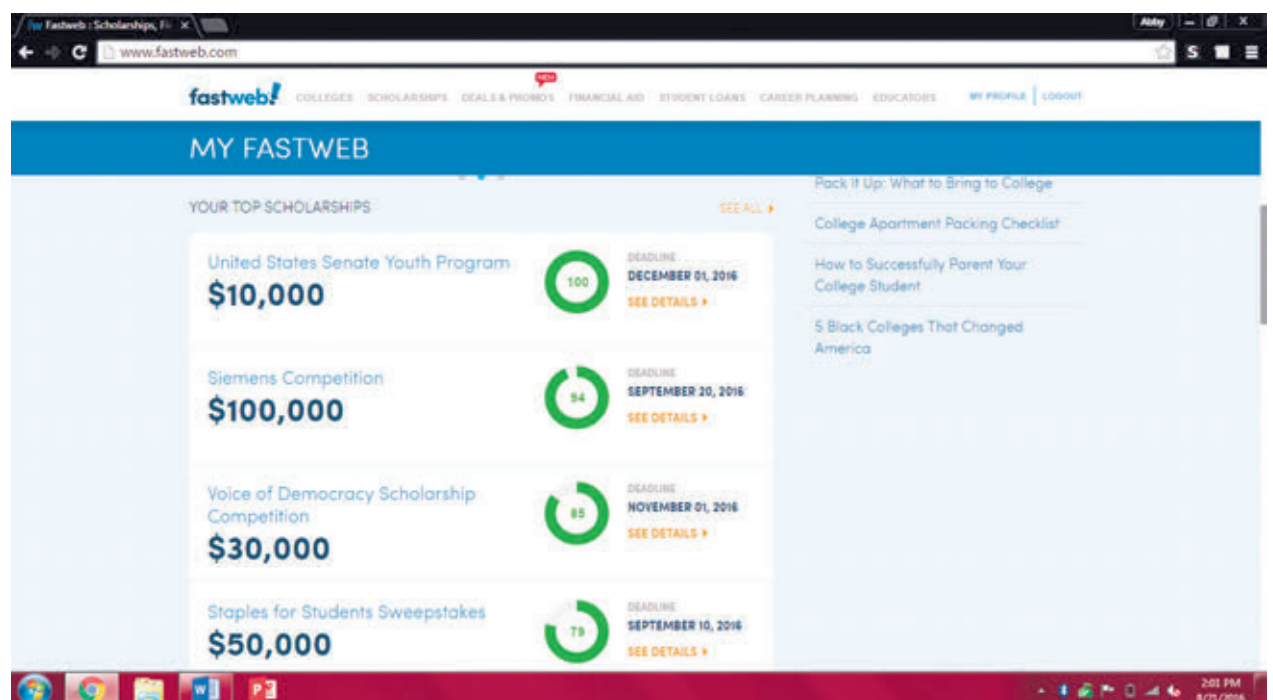 Fastweb : Scholarships, Fi
Abby
www.fastweb.com
fastweb!
COLLEGES SCHOLARSHIPS DEALS & PROMOS FINANCIAL AID STUDENT LOANS CAREER PLANNING EDUCATORS MY PROFILE LOGOUT
NEW
MY FASTWEB
YOUR TOP SCHOLARSHIPS
SEE ALL
United States Senate Youth Program
$10,000
100
DEADLINE
DECEMBER 01, 2016
SEE DETAILS
Siemens Competition
$100,000
94
DEADLINE
SEPTEMBER 20, 2016
SEE DETAILS
Voice of Democracy Scholarship
Competition
$30,000
85
DEADLINE
NOVEMBER 01, 2016
SEE DETAILS
Staples for Students Sweepstakes
$50,000
79
DEADLINE
SEPTEMBER 10, 2016
SEE DETAILS
Pack It Up: What to Bring to College
College Apartment Packing Checklist
How to Successfully Parent Your
College Student
5 Black Colleges That Changed
America
2:01 PM
8/21/2016